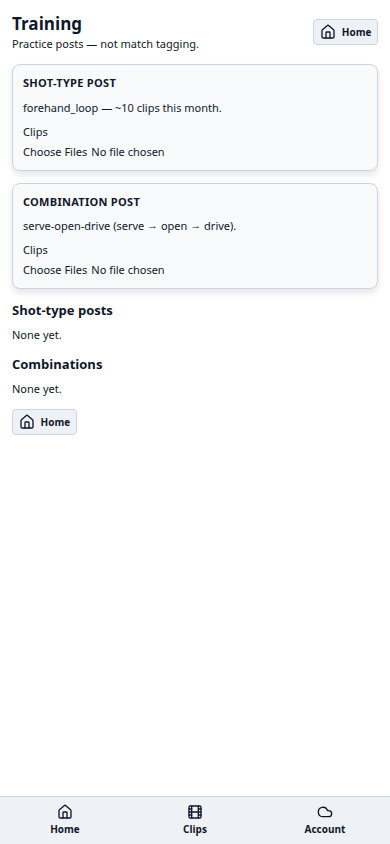 Training
Home
Practice posts — not match tagging.
SHOT-TYPE POST
forehand_loop — ~10 clips this month.
Clips
Choose Files No file chosen
COMBINATION POST
serve-open-drive (serve → open → drive).
Clips
Choose Files No file chosen
Shot-type posts
None yet.
Combinations
None yet.
Home
Home Clips Account